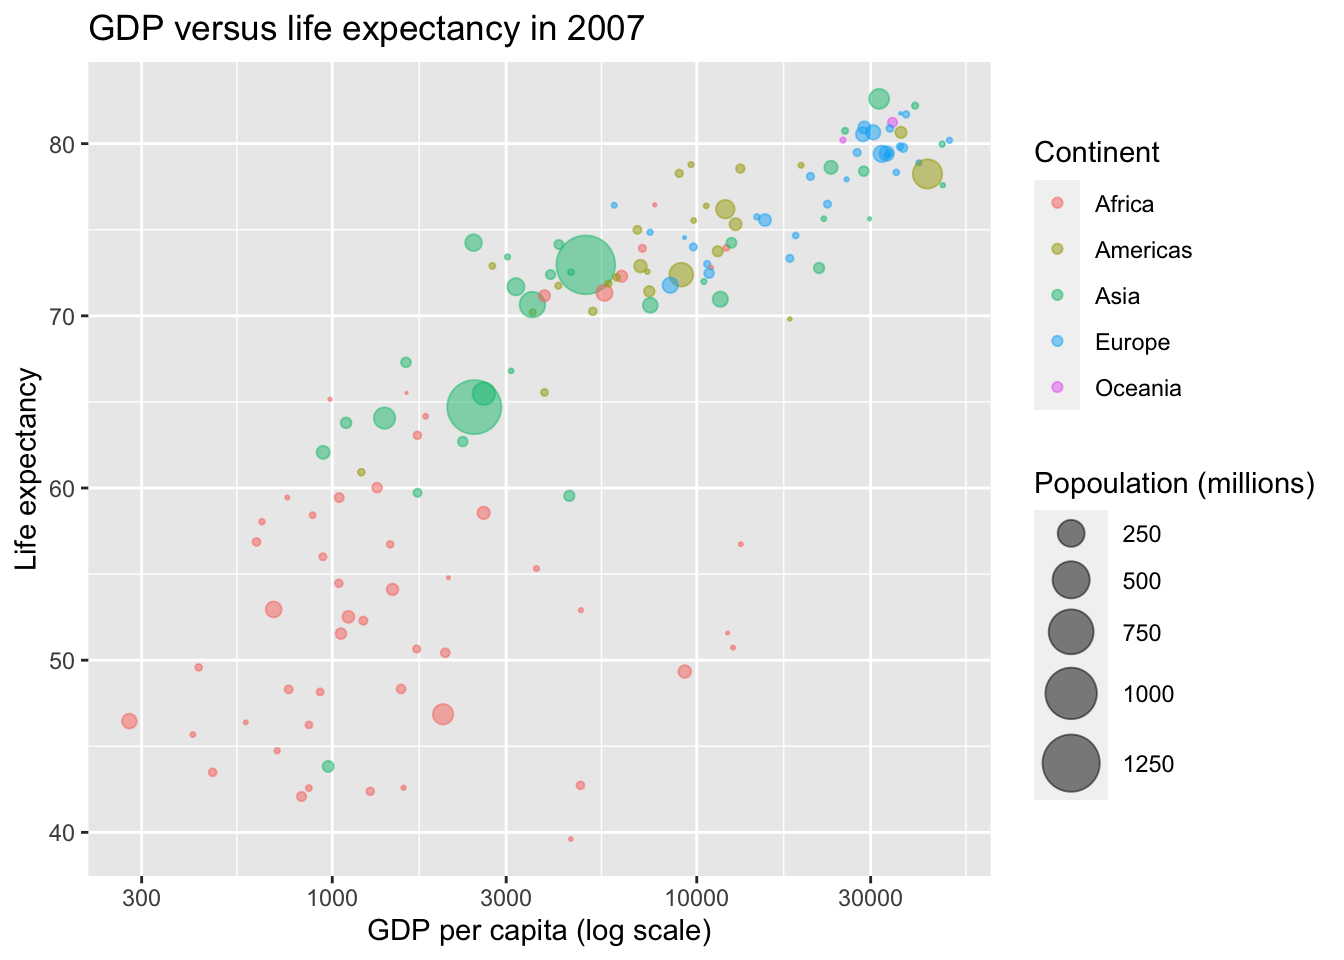 GDP versus life expectancy in 2007
Life expectancy
80
70
60
50
40
300
1000
3000
10000
30000
GDP per capita (log scale)
Continent
Africa
Americas
Asia
Europe
Oceania
Popoulation (millions)
250
500
750
1000
1250